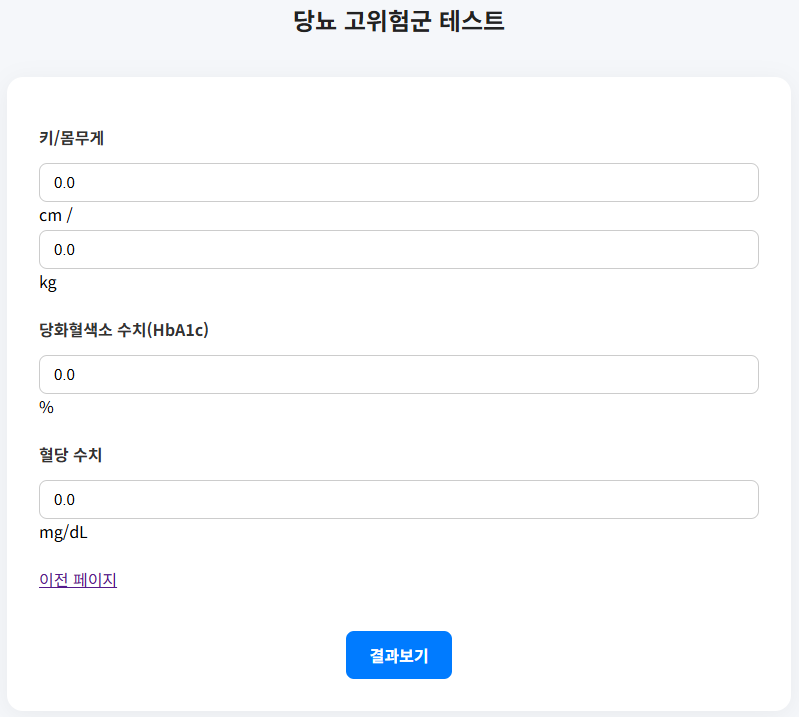 당뇨 고위험군 테스트
키/몸무게
0.0
cm /
0.0
kg
당화혈색소 수치(HbA1c)
0.0
%
혈당 수치
0.0
mg/dL
이전 페이지
결과보기